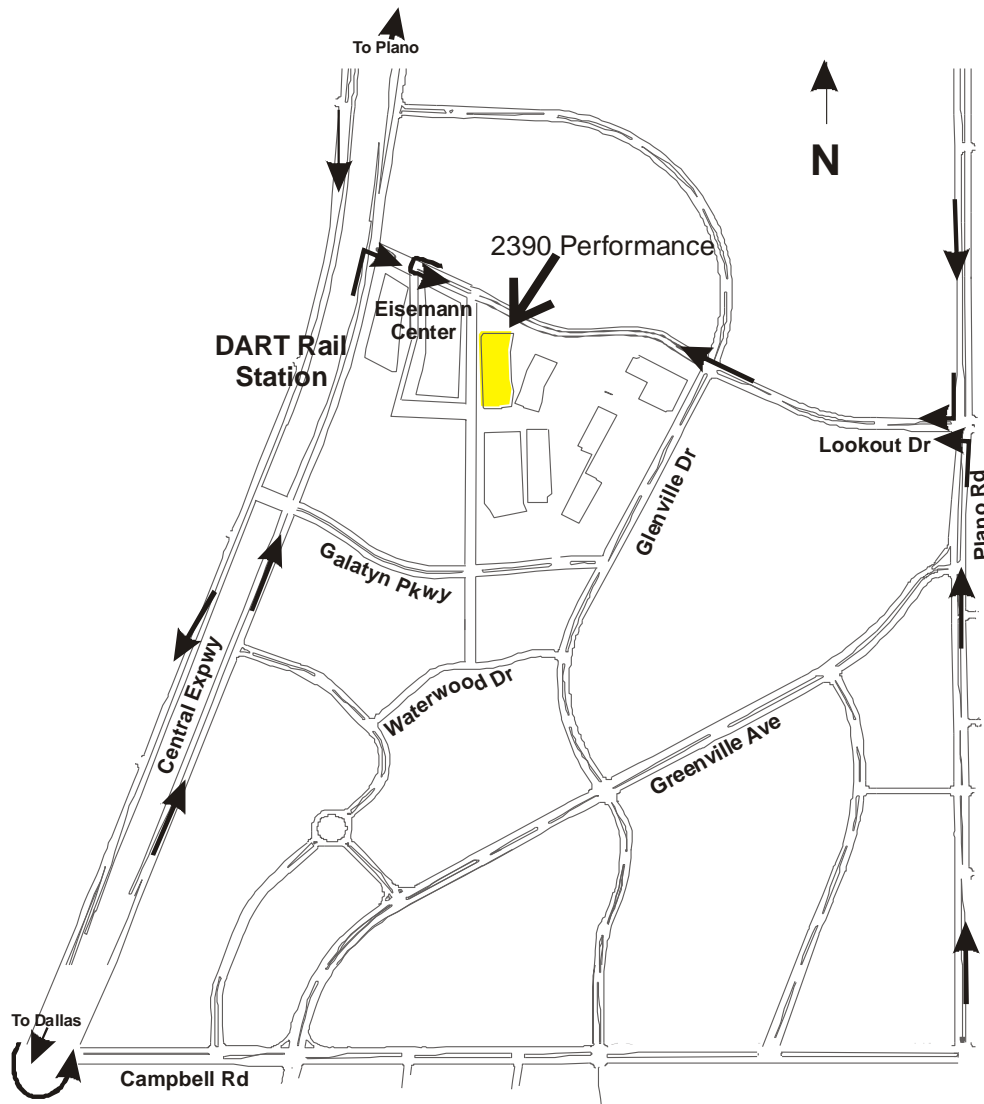 To Plano
N
2390 Performance
Eisemann
Center
DART Rail
Station
Lookout Dr
Plano Rd
Glenville Dr
Galatyn Pkwy
Central Expwy
Waterwood Dr
Greenville Ave
To Dallas
Campbell Rd